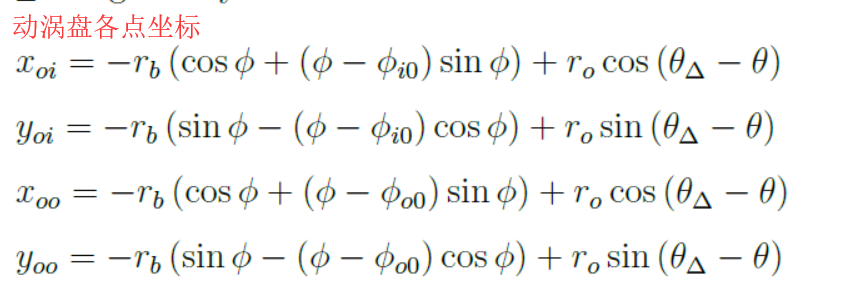 动涡盘各点坐标
x_{oi} = −r_b (cos ϕ + (ϕ − ϕ_{i0}) sin ϕ) + r_o cos (θ_Δ − θ)
y_{oi} = −r_b (sin ϕ − (ϕ − ϕ_{i0}) cos ϕ) + r_o sin (θ_Δ − θ)
x_{oo} = −r_b (cos ϕ + (ϕ − ϕ_{o0}) sin ϕ) + r_o cos (θ_Δ − θ)
y_{oo} = −r_b (sin ϕ − (ϕ − ϕ_{o0}) cos ϕ) + r_o sin (θ_Δ − θ)